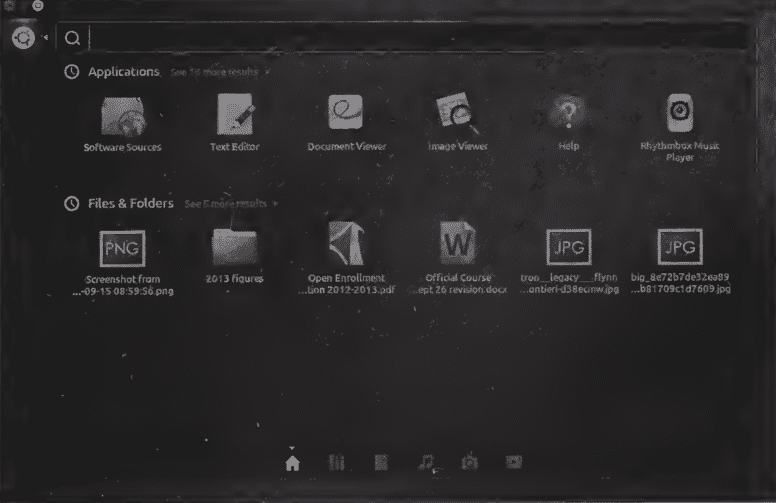 Applications See 16 more results
Software Sources
Text Editor
Document Viewer
Image Viewer
Help
Rhythmbox Music
Player
Files & Folders See 5 more results
PNG
W
JPG
JPG
Screenshot from
...-09-15 08:59:56.png
2013 figures
Open Enrollment
...tion 2012-2013.pdf
Official Course
...ept 26 revision.docx
tron__legacy___flynn
...ontieri-d38ecmw.jpg
big_8e72b7de32ea89
...b81709c1d7609.jpg